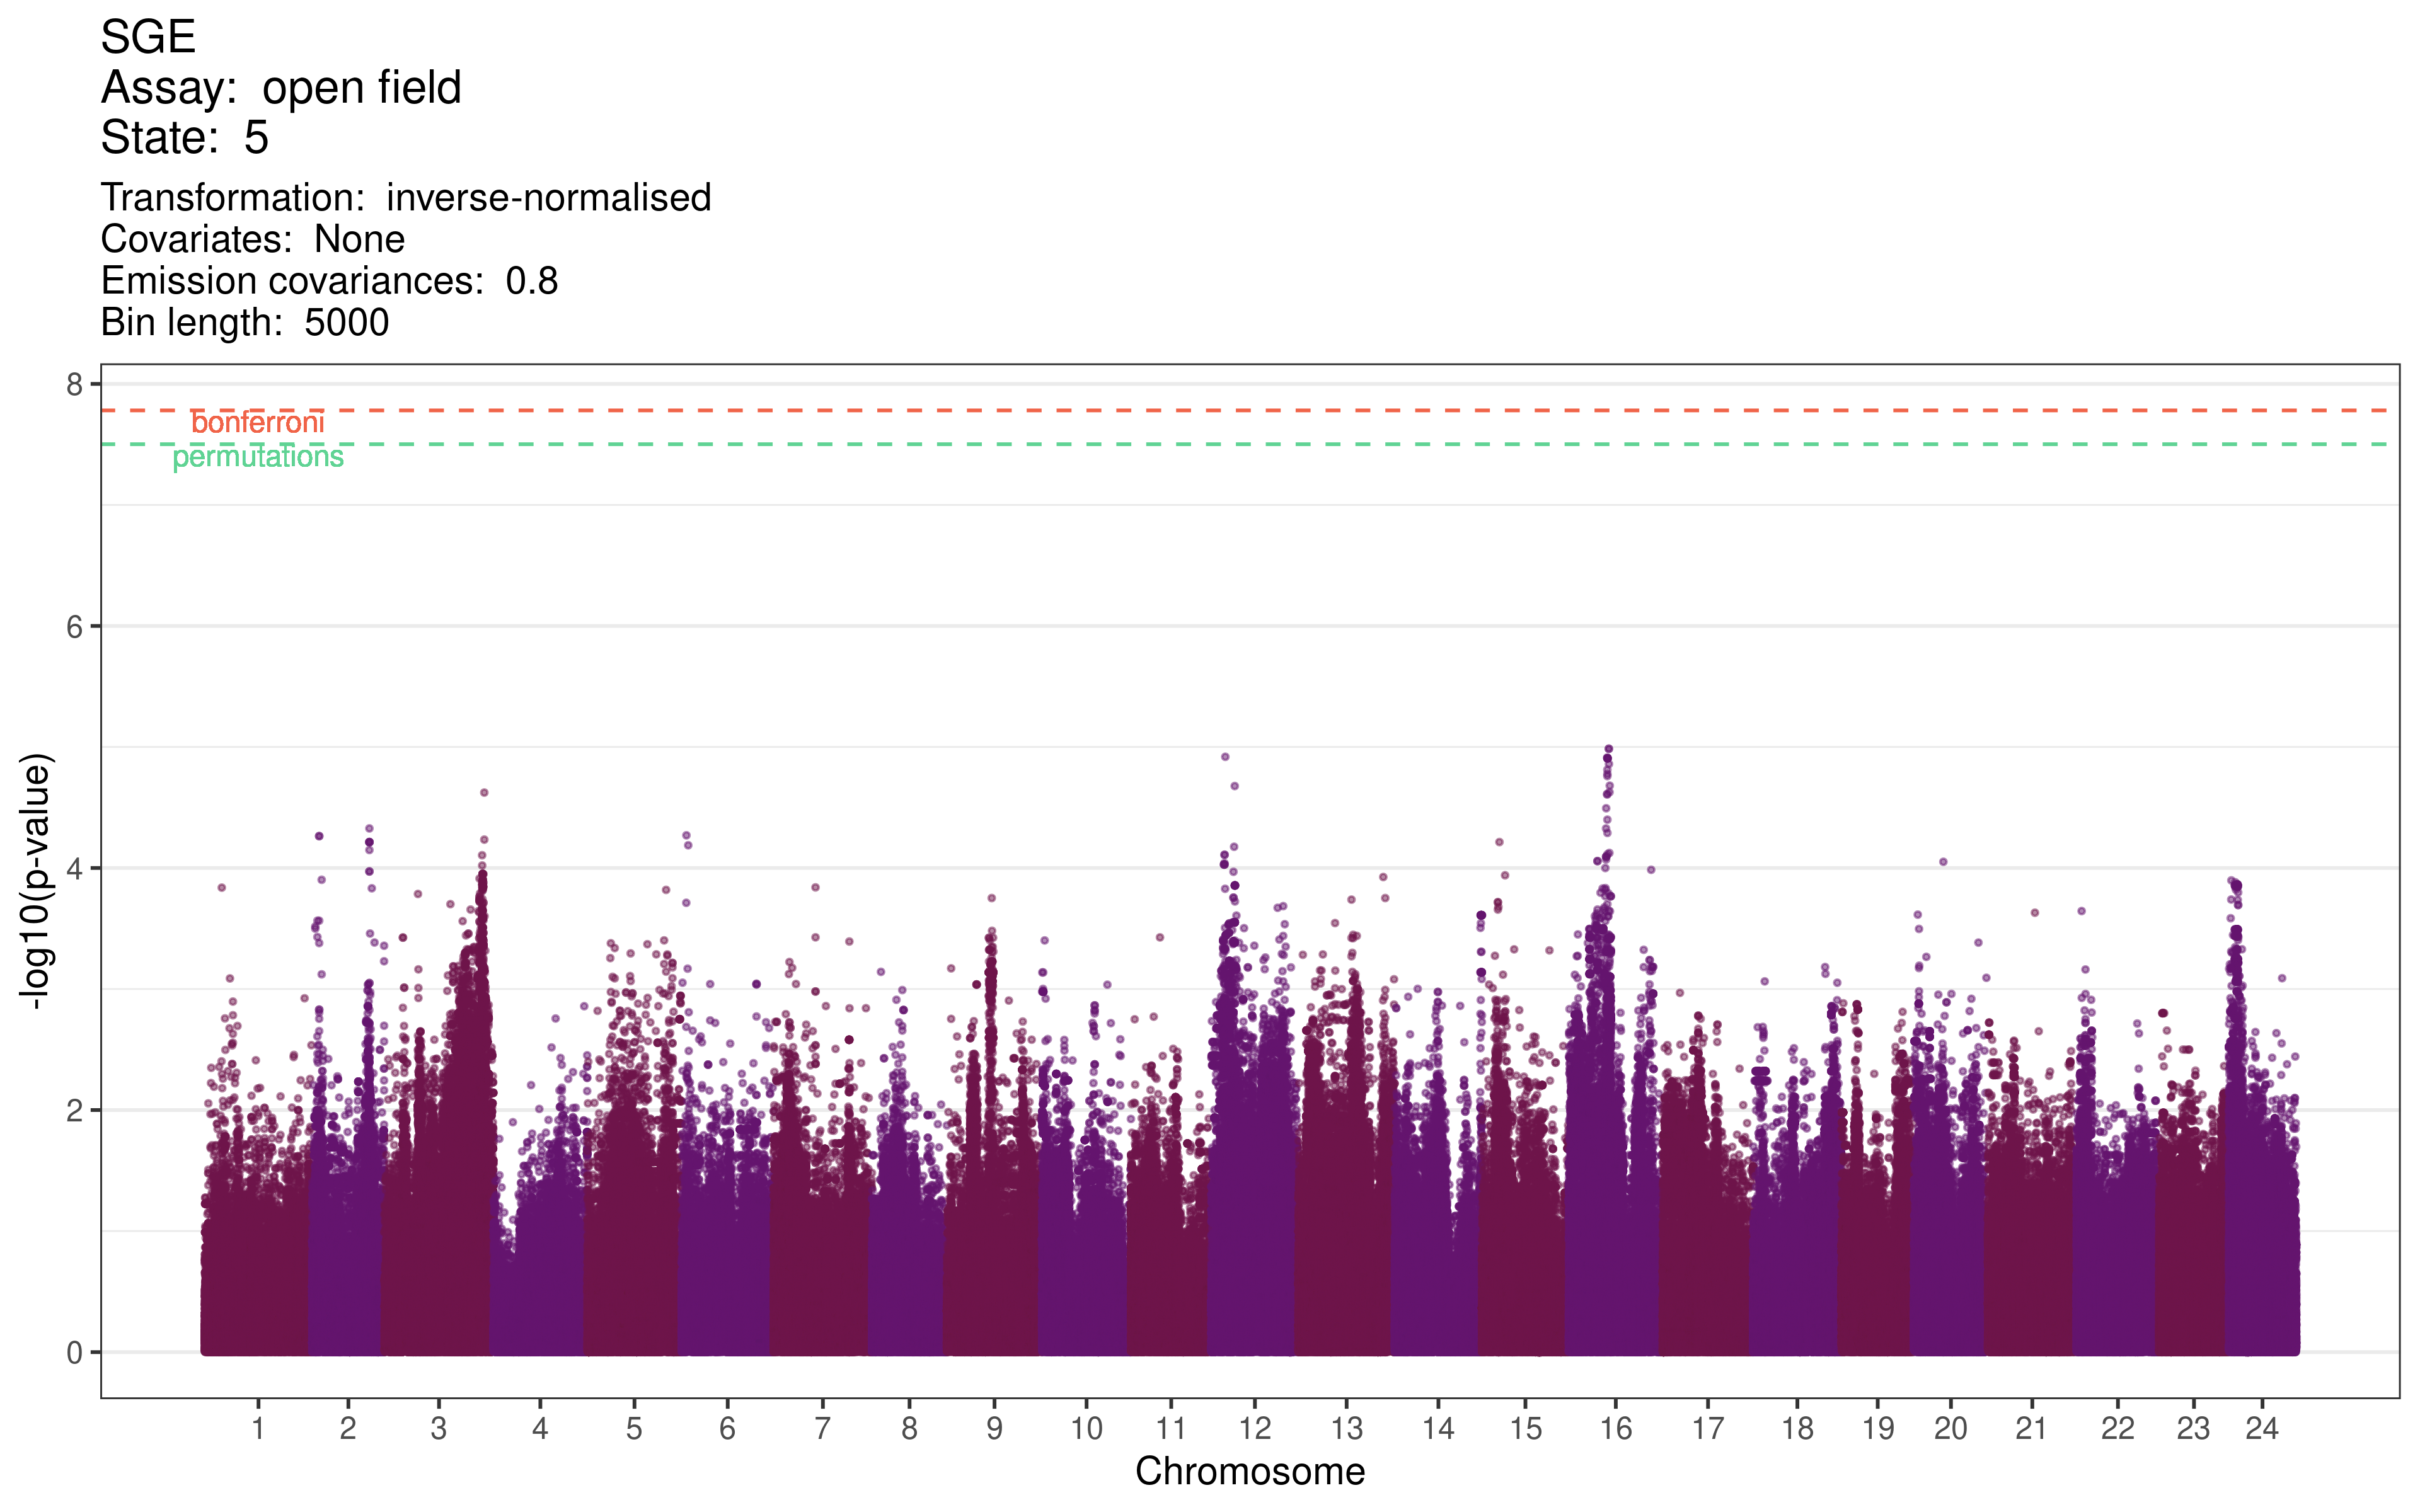 SGE
Assay:  open field
State:  5
Transformation:  inverse-normalised
Covariates:  None
Emission covariances:  0.8
Bin length:  5000
8
bonferroni
permutations
6
4
2
0
-log10(p-value)
1 2 3 4 5 6 7 8 9 10 11 12 13 14 15 16 17 18 19 20 21 22 23 24
Chromosome